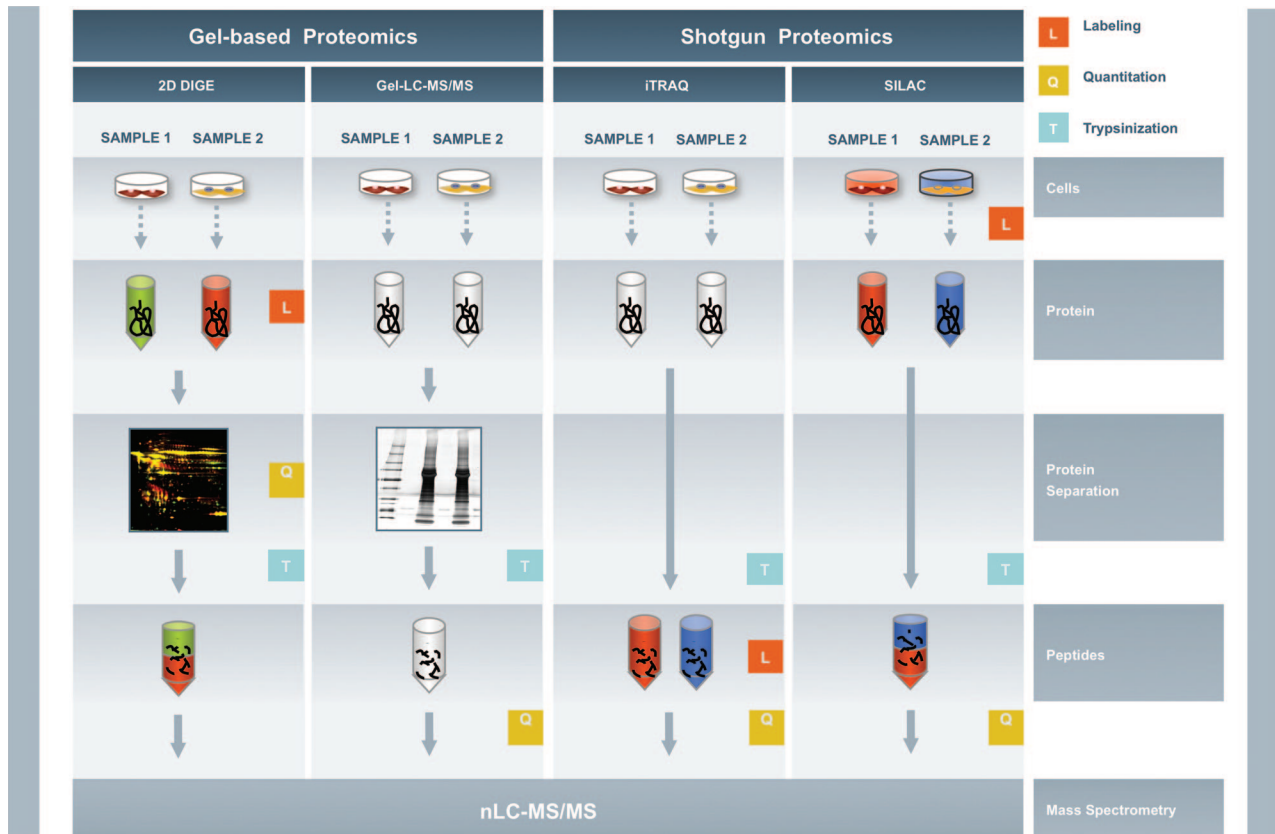 Gel-based Proteomics
Shotgun Proteomics
L Labeling
Q Quantitation
T Trypsinization
2D DIGE
Gel-LC-MS/MS
iTRAQ
SILAC
SAMPLE 1 SAMPLE 2
SAMPLE 1 SAMPLE 2
SAMPLE 1 SAMPLE 2
SAMPLE 1 SAMPLE 2
Cells
L
L
Protein
Q
Protein
Separation
T
T
T
T
L
Peptides
Q
Q
Q
nLC-MS/MS
Mass Spectrometry